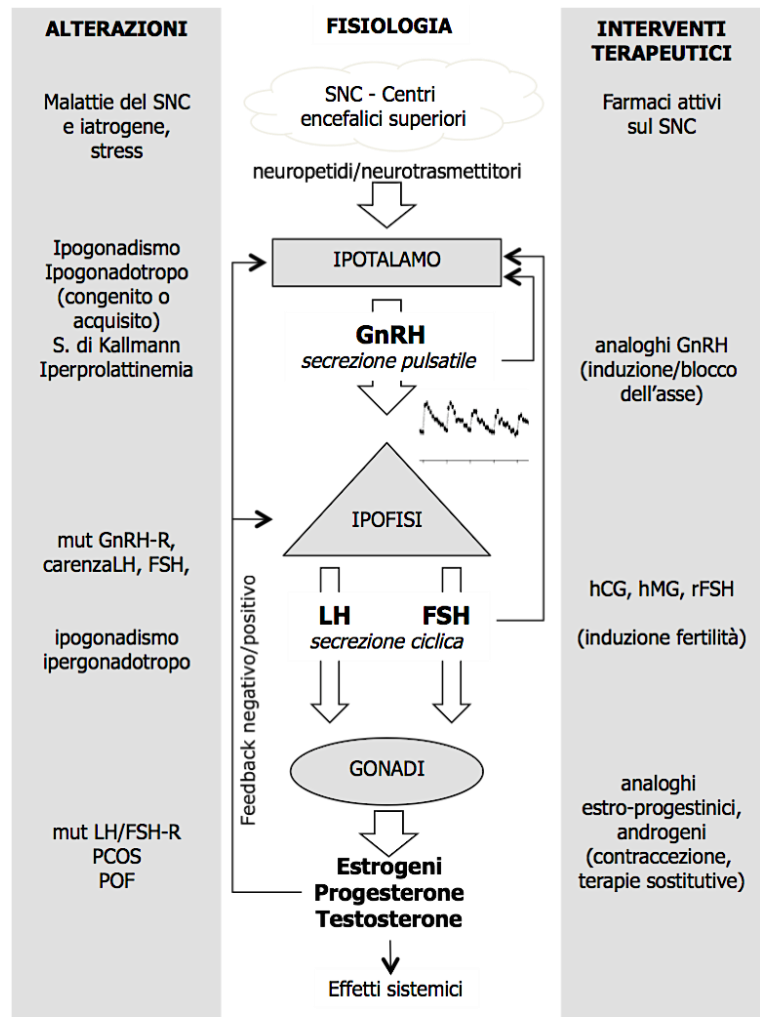 ALTERAZIONI
Malattie del SNC
e iatrogene,
stress
Ipogonadismo
Ipogonadotropo
(congenito o
acquisito)
S. di Kallmann
Iperprolattinemia
mut GnRH-R,
carenzaLH, FSH,
ipogonadismo
ipergonadotropo
mut LH/FSH-R
PCOS
POF
FISIOLOGIA
SNC - Centri
encefalici superiori
neuropetidi/neurotrasmettitori
IPOTALAMO
GnRH
secrezione pulsatile
IPOFISI
LH FSH
secrezione ciclica
Feedback negativo/positivo
GONADI
Estrogeni
Progesterone
Testosterone
Effetti sistemici
INTERVENTI
TERAPEUTICI
Farmaci attivi
sul SNC
analoghi GnRH
(induzione/blocco
dell'asse)
hCG, hMG, rFSH
(induzione fertilità)
analoghi
estro-progestinici,
androgeni
(contraccezione,
terapie sostitutive)